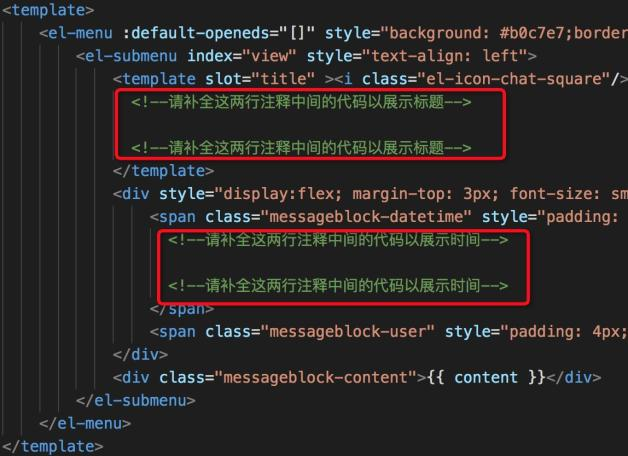 <template>
<el-menu :default-openeds="[]" style="background: #b0c7e7;border
<el-submenu index="view" style="text-align: left">
<template slot="title" ><i class="el-icon-chat-square"/>
<!--请补全这两行注释中间的代码以展示标题-->
<!--请补全这两行注释中间的代码以展示标题-->
</template>
<div style="display:flex; margin-top: 3px; font-size: sm
<span class="messageblock-datetime" style="padding:
<!--请补全这两行注释中间的代码以展示时间-->
<!--请补全这两行注释中间的代码以展示时间-->
</span>
<span class="messageblock-user" style="padding: 4px;
</div>
<div class="messageblock-content">{{ content }}</div>
</el-submenu>
</el-menu>
</template>